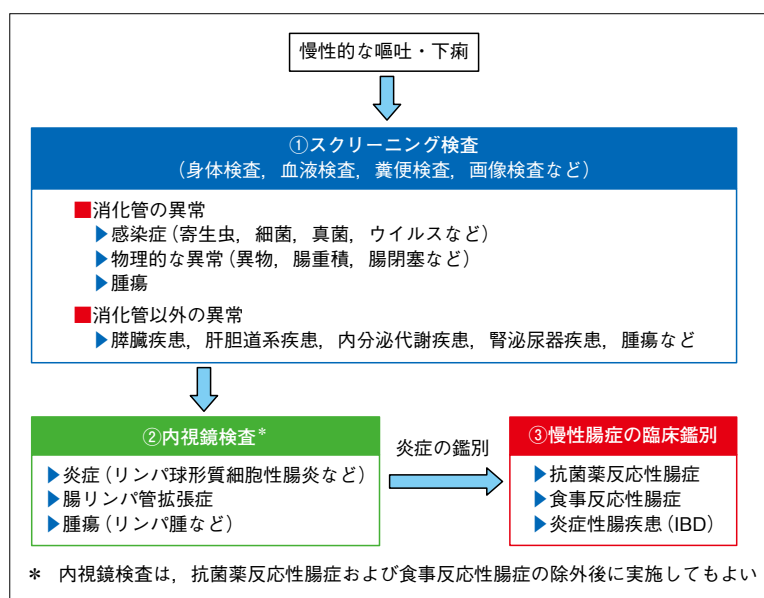 慢性的な嘔吐・下痢
①スクリーニング検査
(身体検査，血液検査，糞便検査，画像検査など)
■消化管の異常
▶感染症(寄生虫，細菌，真菌，ウイルスなど)
▶物理的な異常(異物，腸重積，腸閉塞など)
▶腫瘍
■消化管以外の異常
▶膵臓疾患，肝胆道系疾患，内分泌代謝疾患，腎泌尿器疾患，腫瘍など
②内視鏡検査*
▶炎症(リンパ球形質細胞性腸炎など)
▶腸リンパ管拡張症
▶腫瘍(リンパ腫など)
炎症の鑑別
③慢性腸症の臨床鑑別
▶抗菌薬反応性腸症
▶食事反応性腸症
▶炎症性腸疾患(IBD)
* 内視鏡検査は，抗菌薬反応性腸症および食事反応性腸症の除外後に実施してもよい